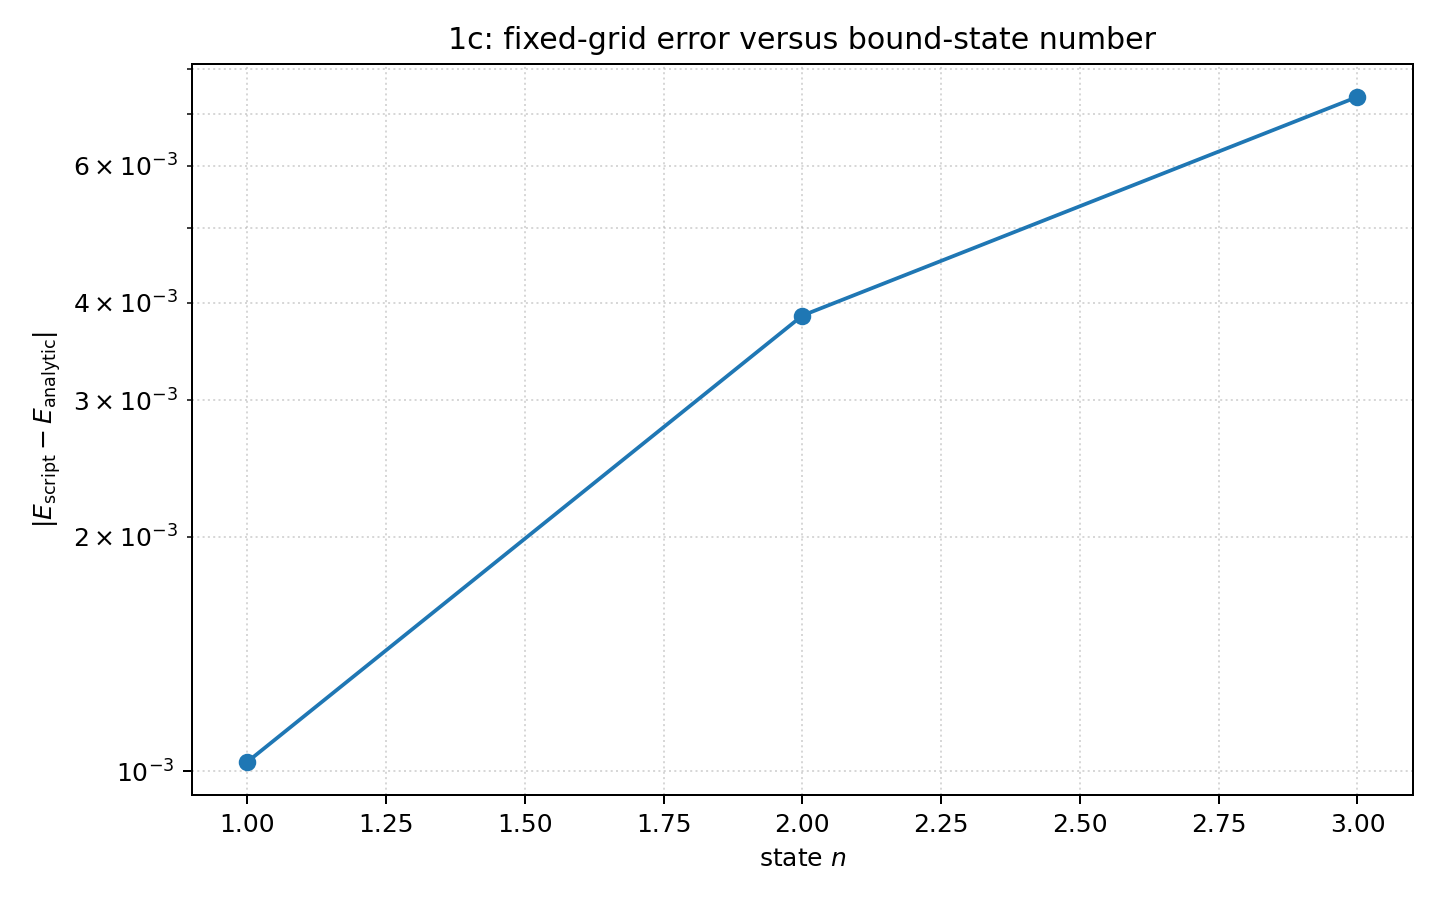 1c: fixed-grid error versus bound-state number
|E_script − E_analytic|
6 × 10⁻³
4 × 10⁻³
3 × 10⁻³
2 × 10⁻³
10⁻³
1.00 1.25 1.50 1.75 2.00 2.25 2.50 2.75 3.00
state n